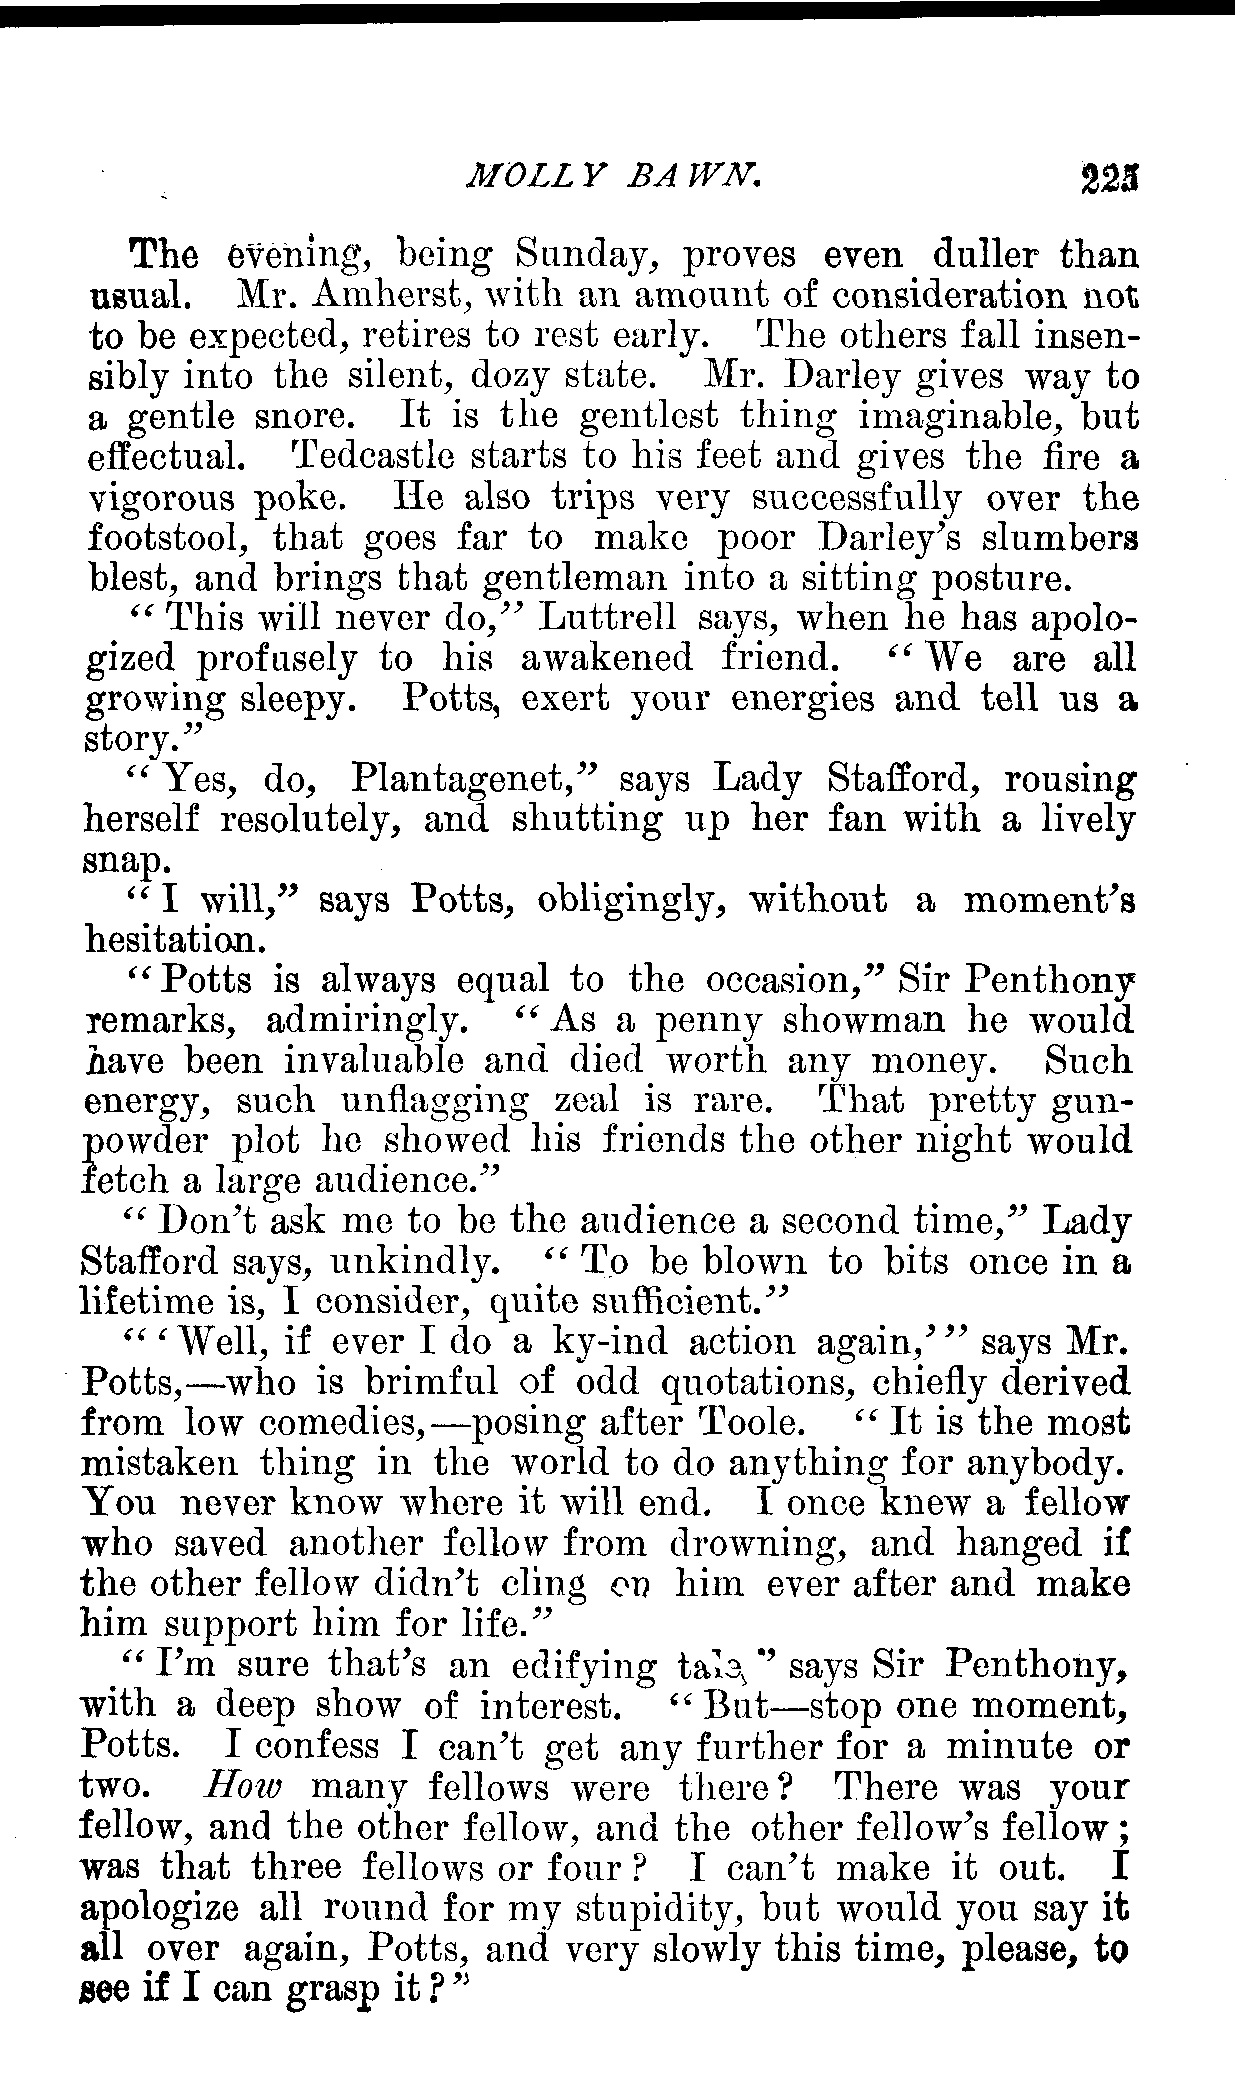 MOLLY BAWN. 225
The evening, being Sunday, proves even duller than
usual. Mr. Amherst, with an amount of consideration not
to be expected, retires to rest early. The others fall insen-
sibly into the silent, dozy state. Mr. Darley gives way to
a gentle snore. It is the gentlest thing imaginable, but
effectual. Tedcastle starts to his feet and gives the fire a
vigorous poke. He also trips very successfully over the
footstool, that goes far to make poor Darley's slumbers
blest, and brings that gentleman into a sitting posture.
"This will never do," Luttrell says, when he has apolo-
gized profusely to his awakened friend. "We are all
growing sleepy. Potts, exert your energies and tell us a
story."
"Yes, do, Plantagenet," says Lady Stafford, rousing
herself resolutely, and shutting up her fan with a lively
snap.
"I will," says Potts, obligingly, without a moment's
hesitation.
"Potts is always equal to the occasion," Sir Penthony
remarks, admiringly. "As a penny showman he would
have been invaluable and died worth any money. Such
energy, such unflagging zeal is rare. That pretty gun-
powder plot he showed his friends the other night would
fetch a large audience."
"Don't ask me to be the audience a second time," Lady
Stafford says, unkindly. "To be blown to bits once in a
lifetime is, I consider, quite sufficient."
"'Well, if ever I do a ky-ind action again,'" says Mr.
Potts,—who is brimful of odd quotations, chiefly derived
from low comedies,—posing after Toole. "It is the most
mistaken thing in the world to do anything for anybody.
You never know where it will end. I once knew a fellow
who saved another fellow from drowning, and hanged if
the other fellow didn't cling on him ever after and make
him support him for life."
"I'm sure that's an edifying tale," says Sir Penthony,
with a deep show of interest. "But—stop one moment,
Potts. I confess I can't get any further for a minute or
two. How many fellows were there? There was your
fellow, and the other fellow, and the other fellow's fellow;
was that three fellows or four? I can't make it out. I
apologize all round for my stupidity, but would you say it
all over again, Potts, and very slowly this time, please, to
see if I can grasp it?"